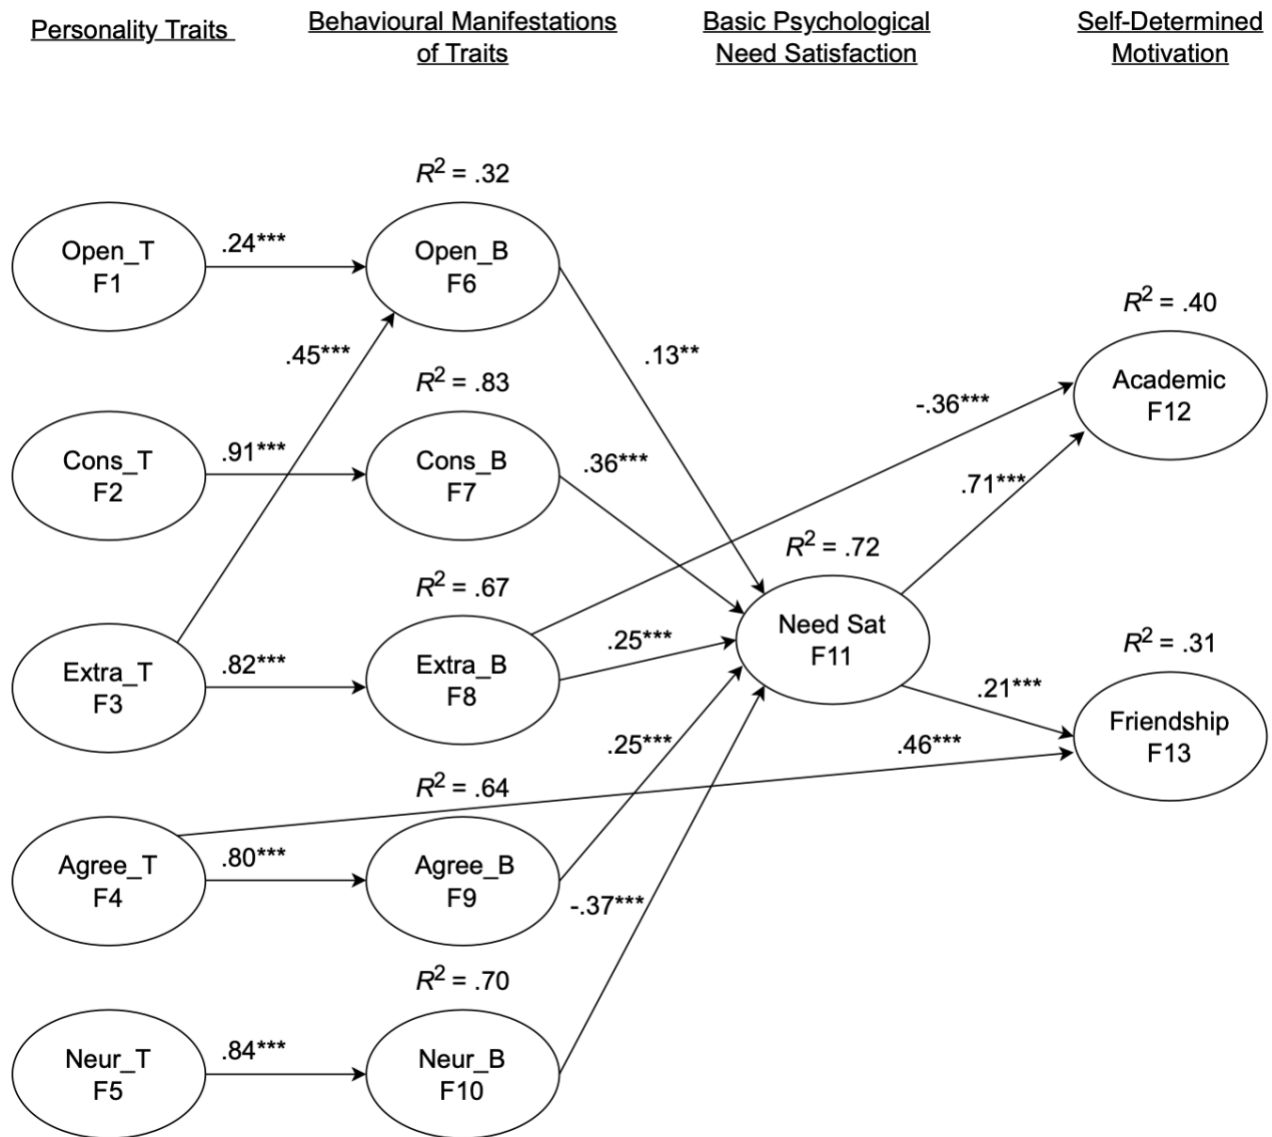 Personality Traits
Behavioural Manifestations
of Traits
Basic Psychological
Need Satisfaction
Self-Determined
Motivation
R² = .32
Open_T
F1
.24***
Open_B
F6
.45***
.13**
R² = .40
Academic
F12
R² = .83
-.36***
Cons_T
F2
.91***
Cons_B
F7
.36***
.71***
R² = .72
R² = .67
Extra_T
F3
.82***
Extra_B
F8
.25***
Need Sat
F11
R² = .31
.21***
Friendship
F13
.25***
.46***
R² = .64
Agree_T
F4
.80***
Agree_B
F9
-.37***
R² = .70
Neur_T
F5
.84***
Neur_B
F10